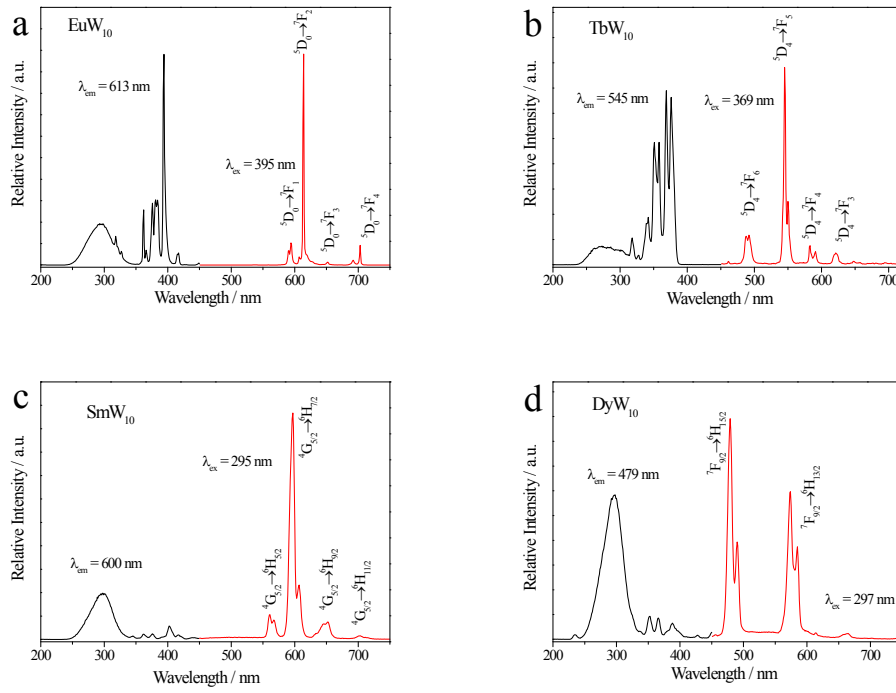 a
EuW₁₀
λₑₘ = 613 nm
λₑₓ = 395 nm
⁵D₀→⁷F₁
⁵D₀→⁷F₂
⁵D₀→⁷F₃
⁵D₀→⁷F₄
Relative Intensity / a.u.
200 300 400 500 600 700
Wavelength / nm
b
TbW₁₀
λₑₘ = 545 nm
λₑₓ = 369 nm
⁵D₄→⁷F₆
⁵D₄→⁷F₅
⁵D₄→⁷F₄
⁵D₄→⁷F₃
Relative Intensity / a.u.
200 300 400 500 600 700
Wavelength / nm
c
SmW₁₀
λₑₘ = 600 nm
λₑₓ = 295 nm
⁴G₅/₂→⁶H₅/₂
⁴G₅/₂→⁶H₇/₂
⁴G₅/₂→⁶H₉/₂
⁴G₅/₂→⁶H₁₁/₂
Relative Intensity / a.u.
200 300 400 500 600 700
Wavelength / nm
d
DyW₁₀
λₑₘ = 479 nm
λₑₓ = 297 nm
⁷F₉/₂→⁶H₁₅/₂
⁷F₉/₂→⁶H₁₃/₂
Relative Intensity / a.u.
200 300 400 500 600 700
Wavelength / nm